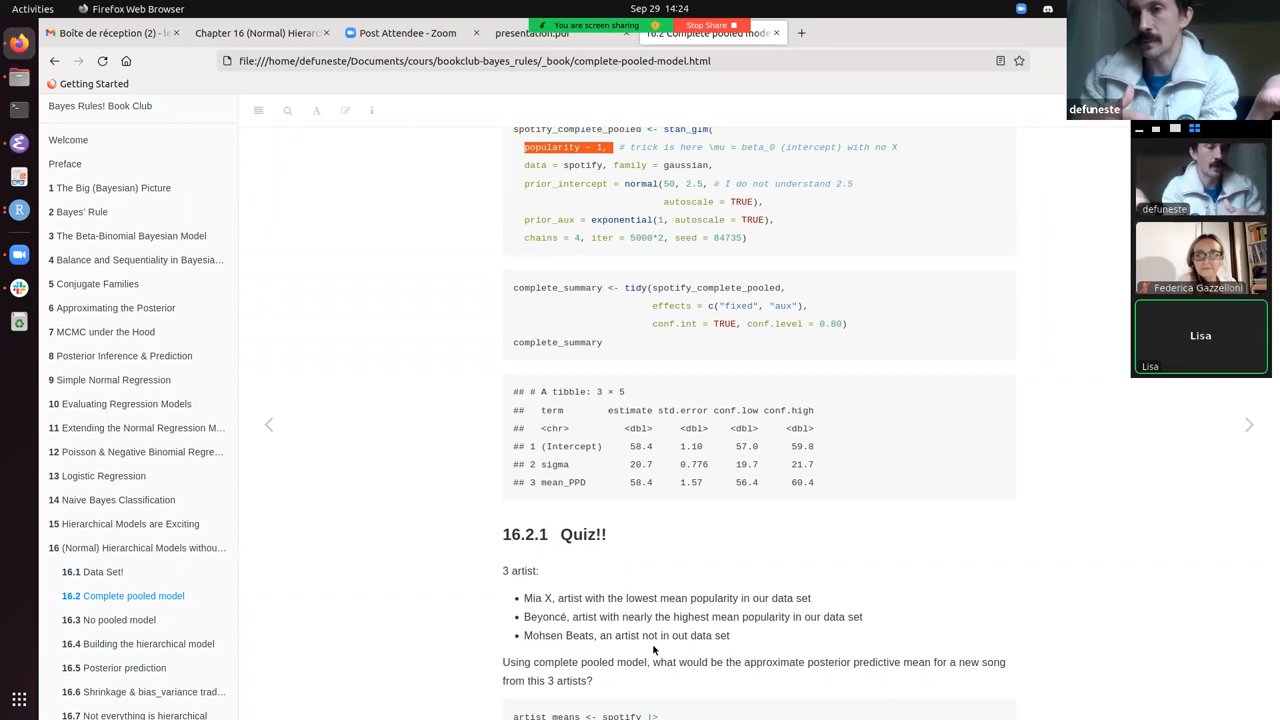 Activities
Firefox Web Browser
Sep 29 14:24
You are screen sharing
Stop Share
Boîte de réception (2) - l
Chapter 16 (Normal) Hierar
Post Attendee - Zoom
presentation.pdf
16.2 Complete pooled mode
file:///home/defuneste/Documents/cours/bookclub-bayes_rules/_book/complete-pooled-model.html
Getting Started
Bayes Rules! Book Club
Welcome
Preface
1 The Big (Bayesian) Picture
2 Bayes' Rule
3 The Beta-Binomial Bayesian Model
4 Balance and Sequentiality in Bayesia…
5 Conjugate Families
6 Approximating the Posterior
7 MCMC under the Hood
8 Posterior Inference & Prediction
9 Simple Normal Regression
10 Evaluating Regression Models
11 Extending the Normal Regression M…
12 Poisson & Negative Binomial Regre…
13 Logistic Regression
14 Naive Bayes Classification
15 Hierarchical Models are Exciting
16 (Normal) Hierarchical Models withou…
16.1 Data Set!
16.2 Complete pooled model
16.3 No pooled model
16.4 Building the hierarchical model
16.5 Posterior prediction
16.6 Shrinkage & bias_variance trad…
16.7 Not everything is hierarchical
spotify_complete_pooled <- stan_glm(
popularity ~ 1, # trick is here \mu = beta_0 (intercept) with no X
data = spotify, family = gaussian,
prior_intercept = normal(50, 2.5, # I do not understand 2.5
autoscale = TRUE),
prior_aux = exponential(1, autoscale = TRUE),
chains = 4, iter = 5000*2, seed = 84735)
complete_summary <- tidy(spotify_complete_pooled,
effects = c("fixed", "aux"),
conf.int = TRUE, conf.level = 0.80)
complete_summary
## # A tibble: 3 × 5
## term estimate std.error conf.low conf.high
## <chr> <dbl> <dbl> <dbl> <dbl>
## 1 (Intercept) 58.4 1.10 57.0 59.8
## 2 sigma 20.7 0.776 19.7 21.7
## 3 mean_PPD 58.4 1.57 56.4 60.4
16.2.1 Quiz!!
3 artist:
• Mia X, artist with the lowest mean popularity in our data set
• Beyoncé, artist with nearly the highest mean popularity in our data set
• Mohsen Beats, an artist not in out data set
Using complete pooled model, what would be the approximate posterior predictive mean for a new song
from this 3 artists?
artist_means <- spotify |>
defuneste
defuneste
Federica Gazzelloni
Lisa
Lisa